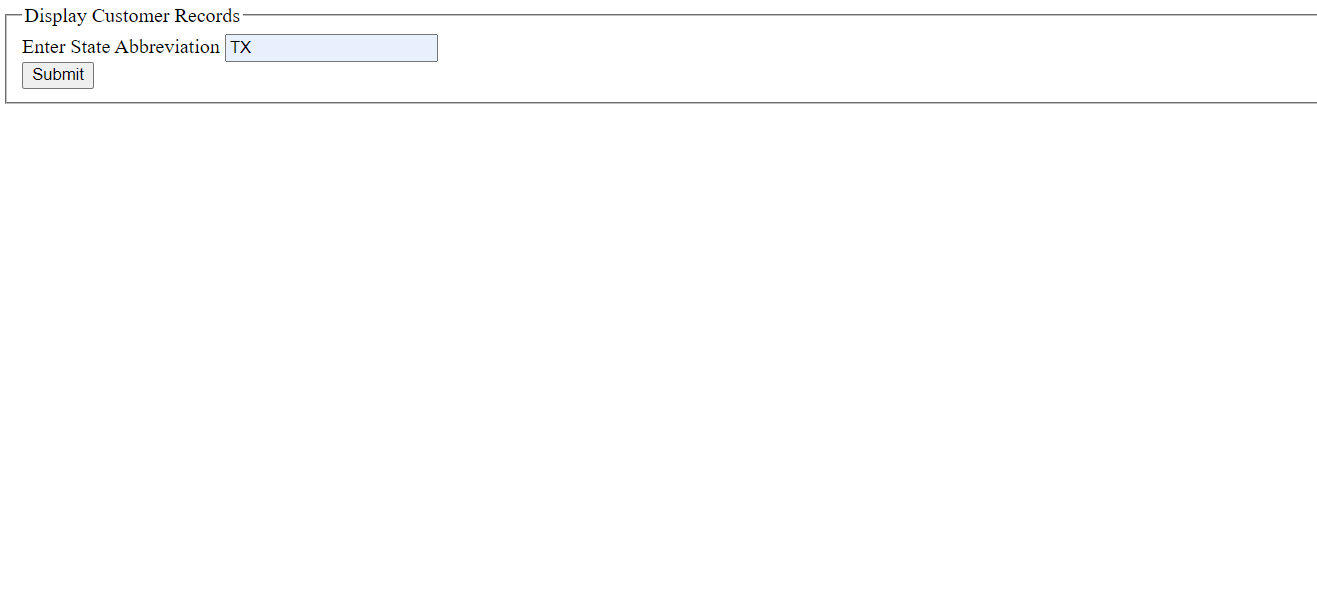 Display Customer Records
Enter State Abbreviation TX
Submit